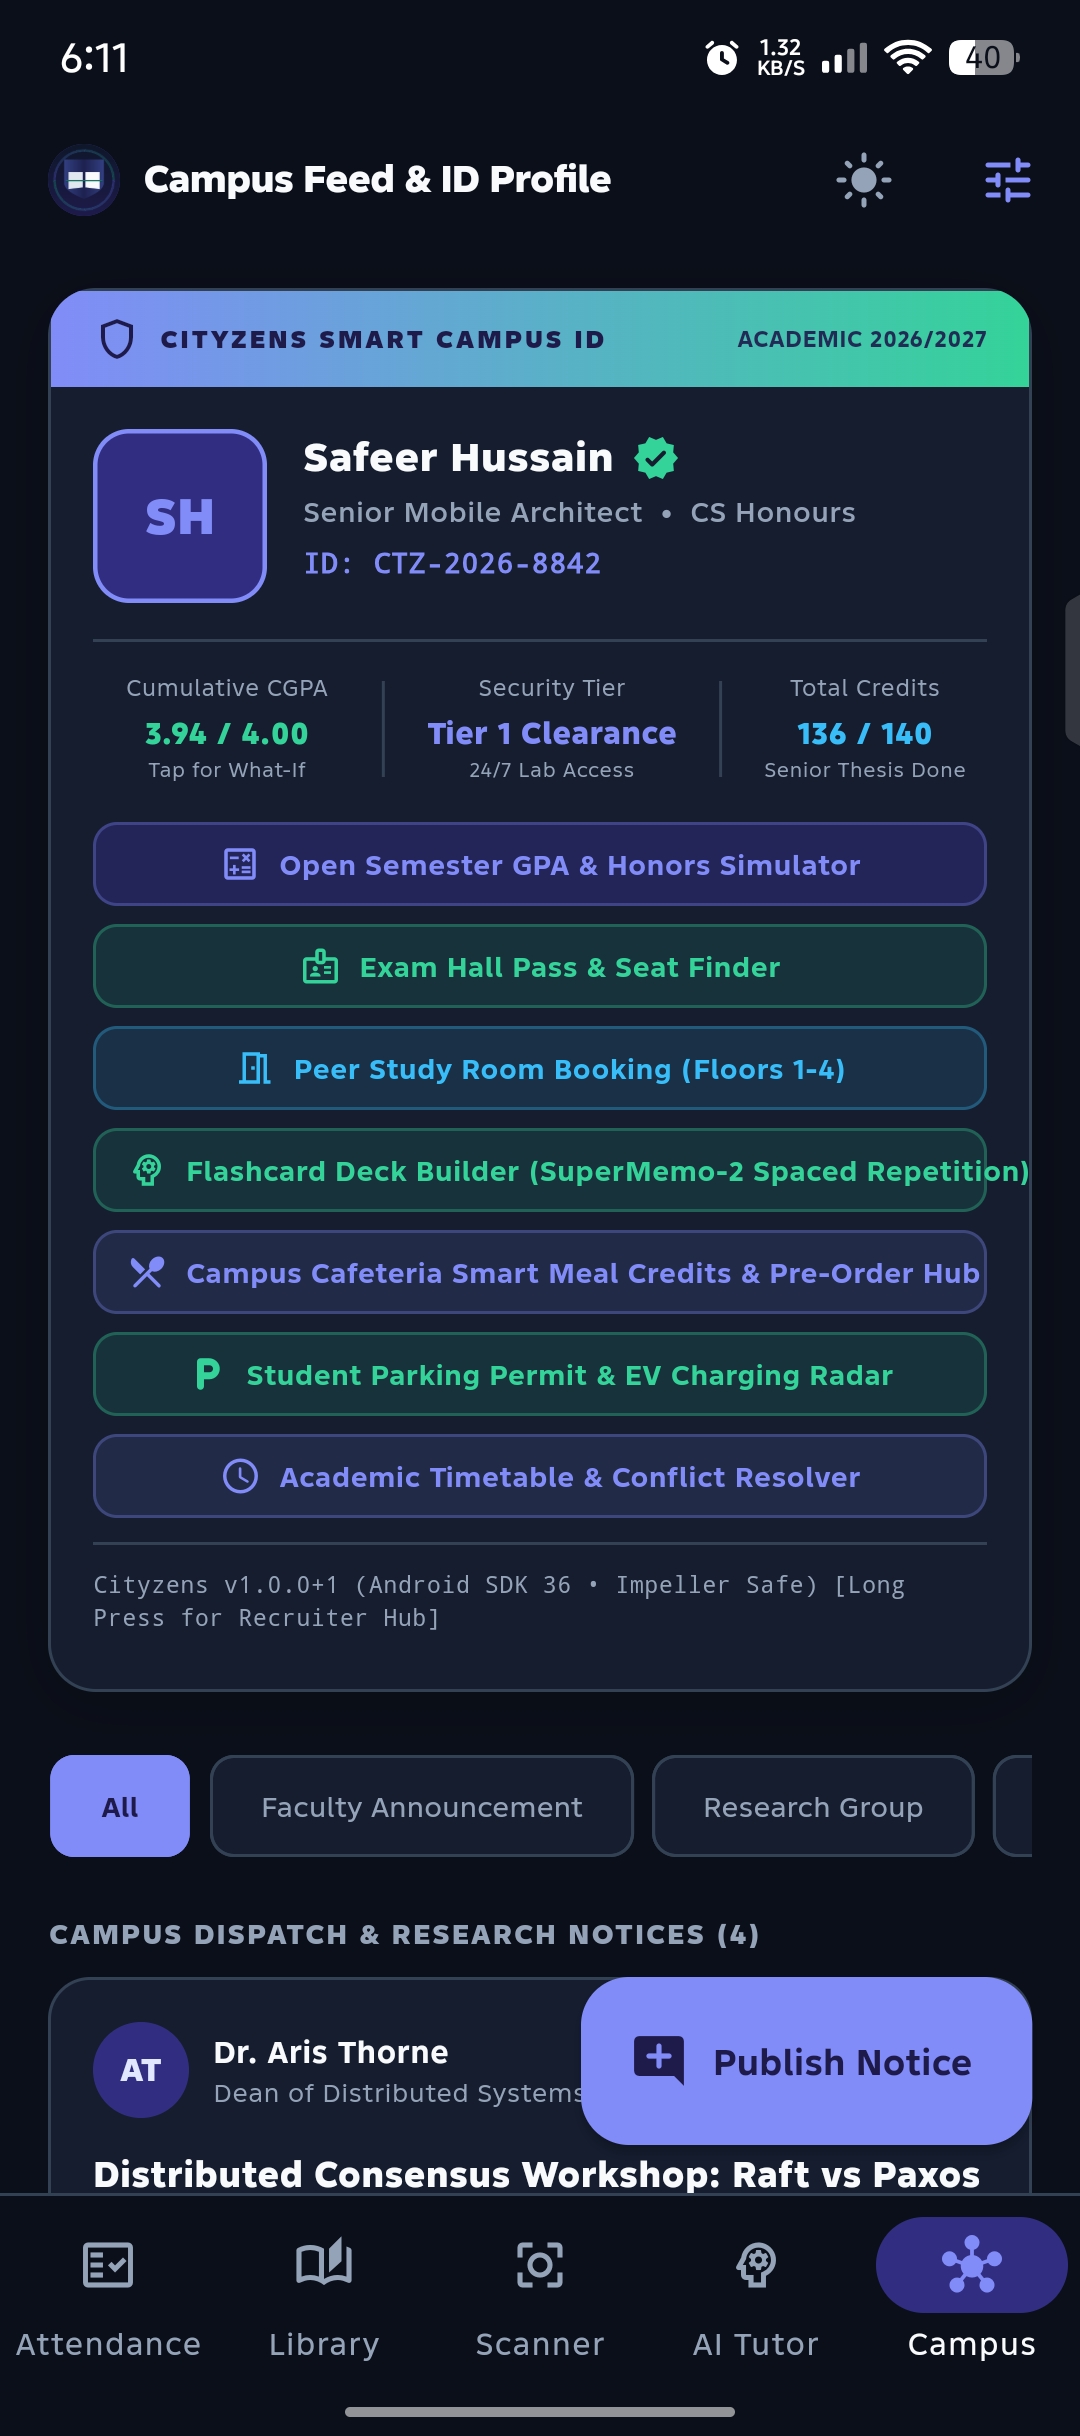 6:11
1.32
KB/S
40
Campus Feed & ID Profile
CITYZENS SMART CAMPUS ID
ACADEMIC 2026/2027
SH
Safeer Hussain
Senior Mobile Architect • CS Honours
ID: CTZ-2026-8842
Cumulative CGPA
3.94 / 4.00
Tap for What-If
Security Tier
Tier 1 Clearance
24/7 Lab Access
Total Credits
136 / 140
Senior Thesis Done
Open Semester GPA & Honors Simulator
Exam Hall Pass & Seat Finder
Peer Study Room Booking (Floors 1-4)
Flashcard Deck Builder (SuperMemo-2 Spaced Repetition)
Campus Cafeteria Smart Meal Credits & Pre-Order Hub
P Student Parking Permit & EV Charging Radar
Academic Timetable & Conflict Resolver
Cityzens v1.0.0+1 (Android SDK 36 • Impeller Safe) [Long
Press for Recruiter Hub]
All
Faculty Announcement
Research Group
CAMPUS DISPATCH & RESEARCH NOTICES (4)
AT
Dr. Aris Thorne
Dean of Distributed Systems
Publish Notice
Distributed Consensus Workshop: Raft vs Paxos
Attendance
Library
Scanner
AI Tutor
Campus